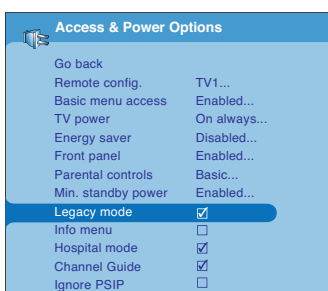 Access & Power Options
Go back
Remote config. TV1...
Basic menu access Enabled...
TV power On always...
Energy saver Disabled...
Front panel Enabled...
Parental controls Basic...
Min. standby power Enabled...
Legacy mode ☑
Info menu ☐
Hospital mode ☑
Channel Guide ☑
Ignore PSIP ☐